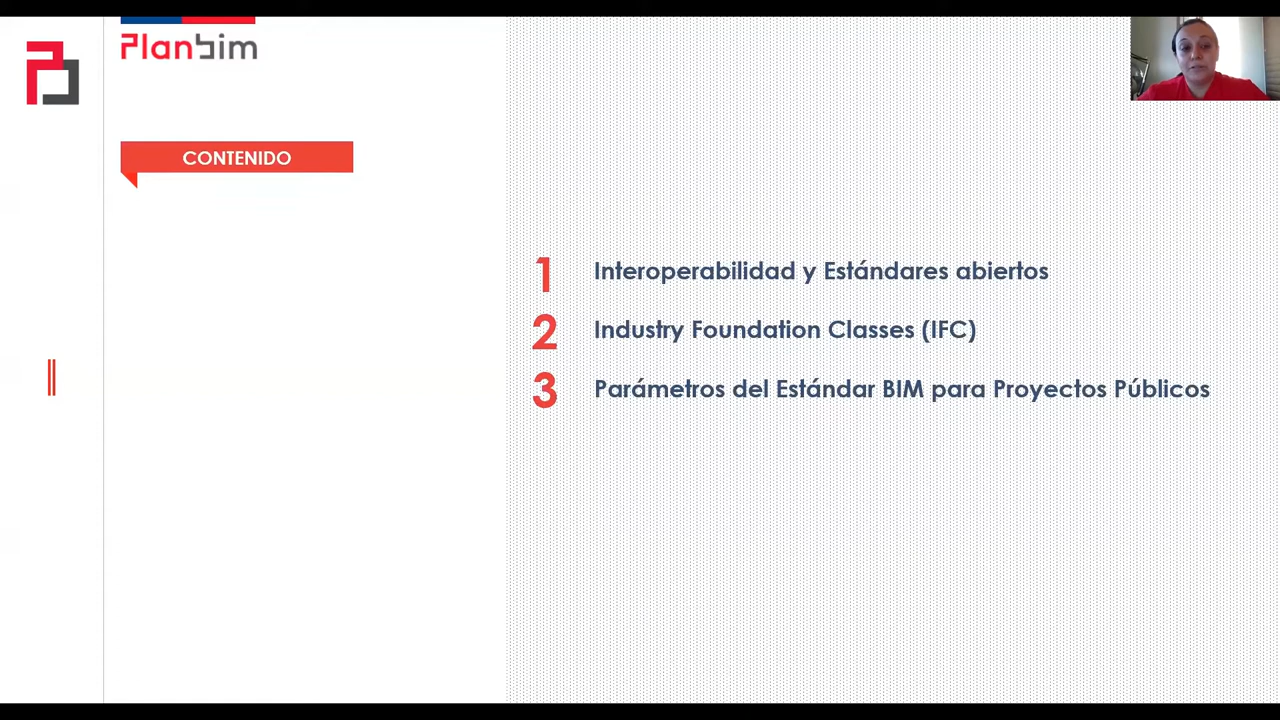 Planbim
CONTENIDO
1 Interoperabilidad y Estándares abiertos
2 Industry Foundation Classes (IFC)
3 Parámetros del Estándar BIM para Proyectos Públicos